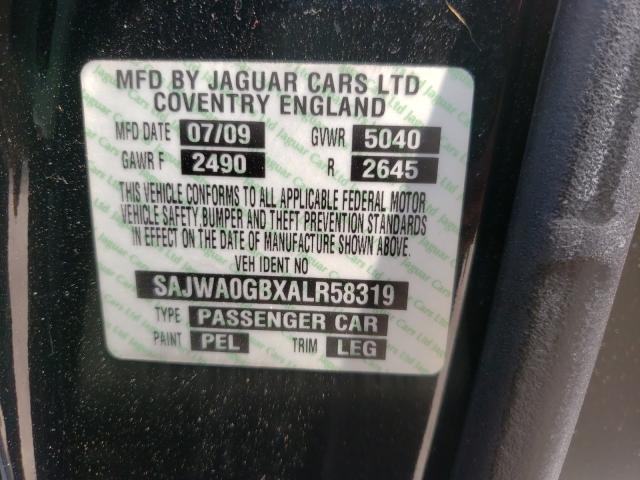 MFD BY JAGUAR CARS LTD
COVENTRY ENGLAND
MFD DATE 07/09 GVWR 5040
GAWR F 2490 R 2645
THIS VEHICLE CONFORMS TO ALL APPLICABLE FEDERAL MOTOR
VEHICLE SAFETY, BUMPER AND THEFT PREVENTION STANDARDS
IN EFFECT ON THE DATE OF MANUFACTURE SHOWN ABOVE.
VEH IDENT NO
SAJWA0GBXALR58319
TYPE PASSENGER CAR
PAINT PEL TRIM LEG